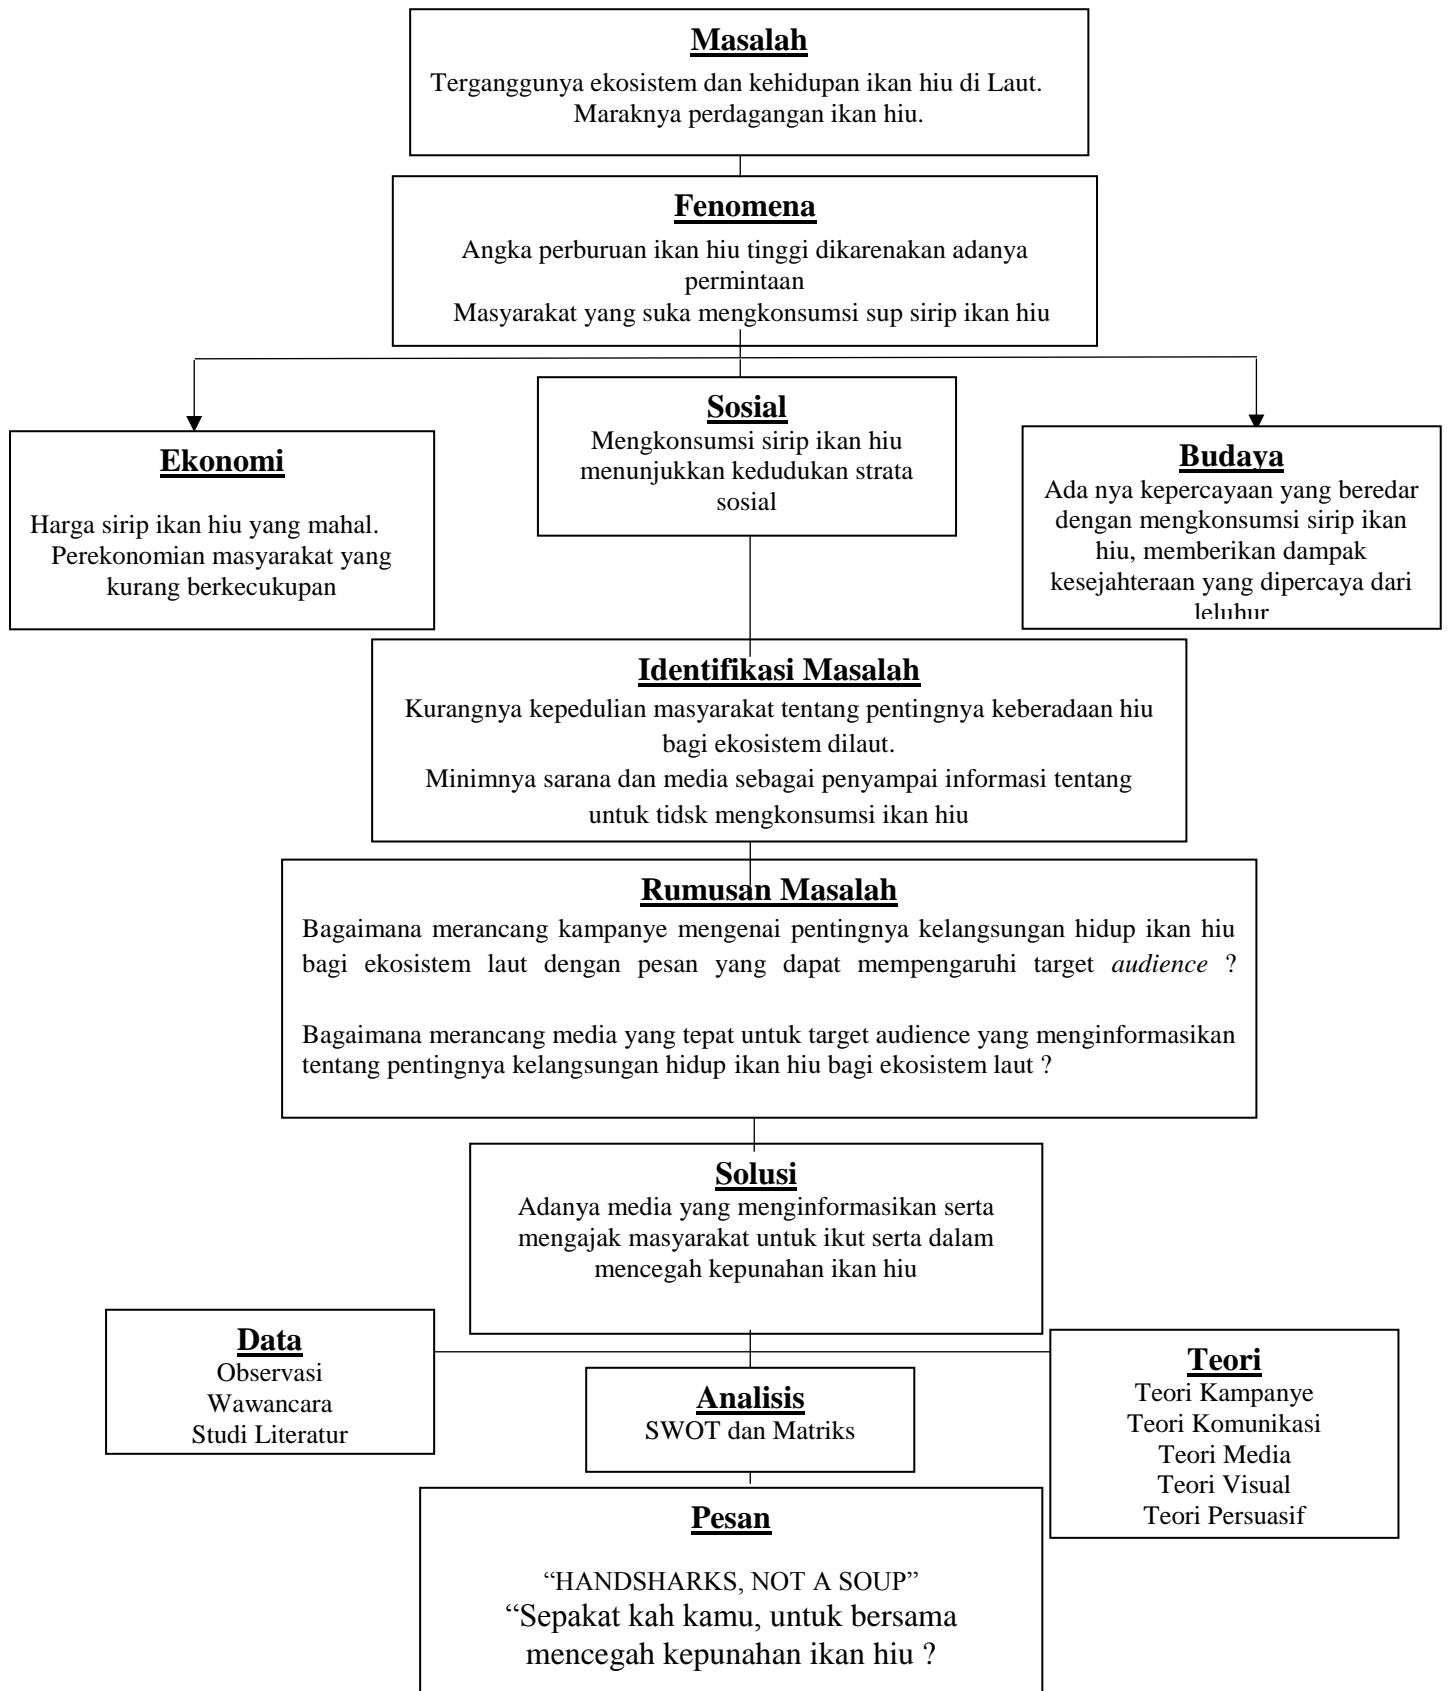 Masalah
Terganggunya ekosistem dan kehidupan ikan hiu di Laut.
Maraknya perdagangan ikan hiu.
Fenomena
Angka perburuan ikan hiu tinggi dikarenakan adanya
permintaan
Masyarakat yang suka mengkonsumsi sup sirip ikan hiu
Ekonomi
Harga sirip ikan hiu yang mahal.
Perekonomian masyarakat yang
kurang berkecukupan
Sosial
Mengkonsumsi sirip ikan hiu
menunjukkan kedudukan strata
sosial
Budaya
Ada nya kepercayaan yang beredar
dengan mengkonsumsi sirip ikan
hiu, memberikan dampak
kesejahteraan yang dipercaya dari
leluhur
Identifikasi Masalah
Kurangnya kepedulian masyarakat tentang pentingnya keberadaan hiu
bagi ekosistem dilaut.
Minimnya sarana dan media sebagai penyampai informasi tentang
untuk tidsk mengkonsumsi ikan hiu
Rumusan Masalah
Bagaimana merancang kampanye mengenai pentingnya kelangsungan hidup ikan hiu
bagi ekosistem laut dengan pesan yang dapat mempengaruhi target audience ?
Bagaimana merancang media yang tepat untuk target audience yang menginformasikan
tentang pentingnya kelangsungan hidup ikan hiu bagi ekosistem laut ?
Solusi
Adanya media yang menginformasikan serta
mengajak masyarakat untuk ikut serta dalam
mencegah kepunahan ikan hiu
Data
Observasi
Wawancara
Studi Literatur
Analisis
SWOT dan Matriks
Teori
Teori Kampanye
Teori Komunikasi
Teori Media
Teori Visual
Teori Persuasif
Pesan
“HANDSHARKS, NOT A SOUP”
“Sepakat kah kamu, untuk bersama
mencegah kepunahan ikan hiu ?